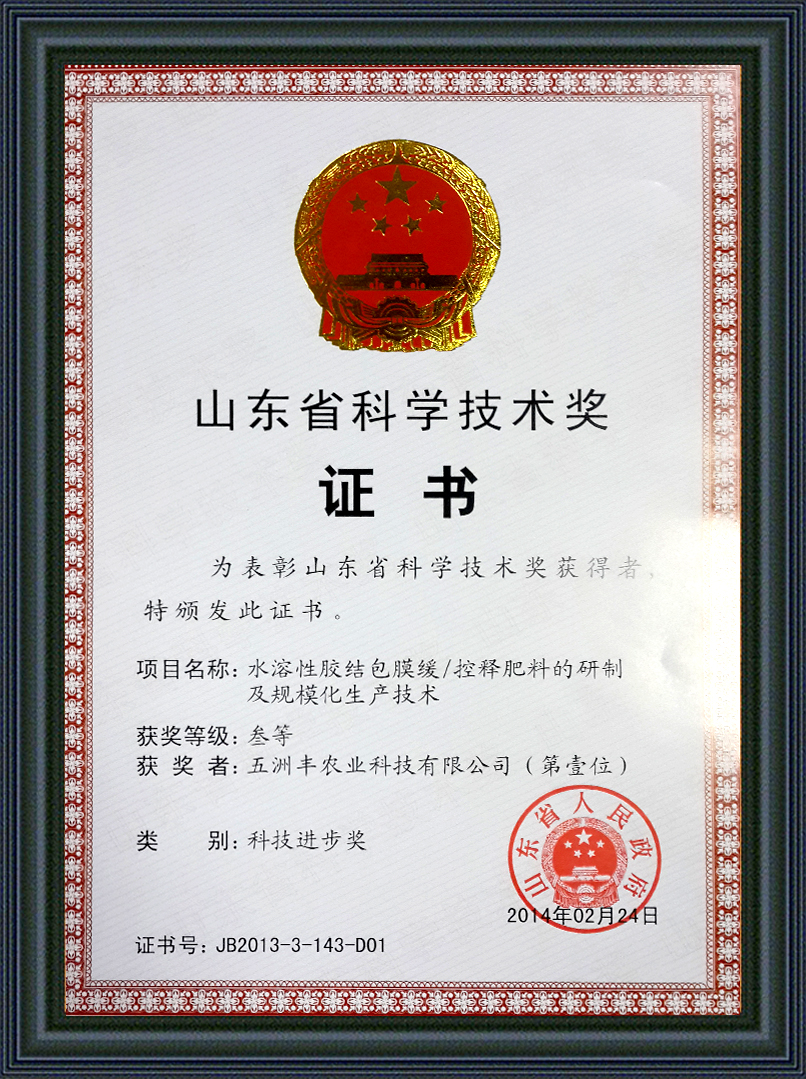 山东省科学技术奖
证 书
为表彰山东省科学技术奖获得者，
特颁发此证书。
项目名称：水溶性胶结包膜缓/控释肥料的研制
及规模化生产技术
获奖等级：叁等
获 奖 者：五洲丰农业科技有限公司（第壹位）
类 别：科技进步奖
山东省人民政府
2014年02月24日
证书号：JB2013-3-143-D01